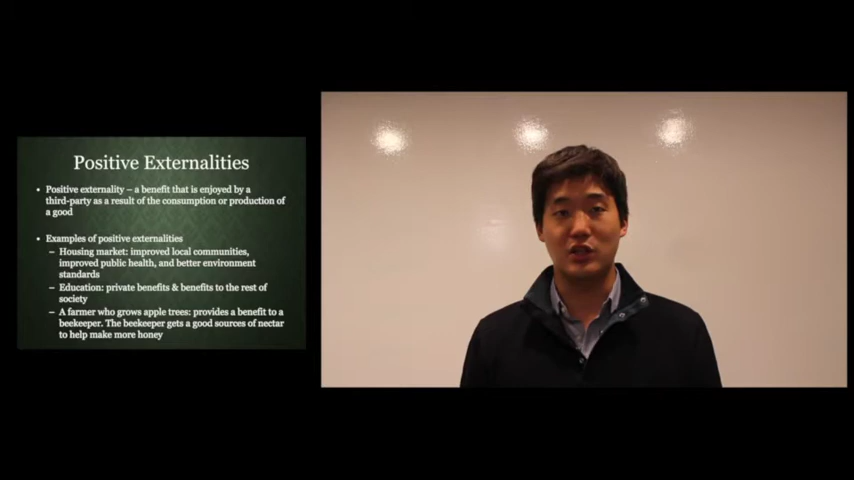 Positive Externalities
• Positive externality – a benefit that is enjoyed by a
third-party as a result of the consumption or production of
a good
• Examples of positive externalities
– Housing market: improved local communities,
improved public health, and better environment
standards
– Education: private benefits & benefits to the rest of
society
– A farmer who grows apple trees: provides a benefit to a
beekeeper. The beekeeper gets a good sources of nectar
to help make more honey